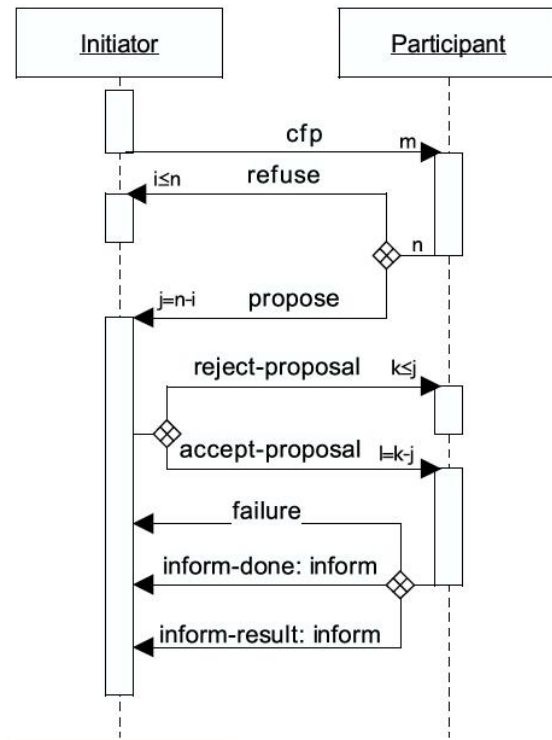 Initiator
Participant
cfp
m
i≤n
refuse
n
j=n-i
propose
reject-proposal
k≤j
accept-proposal
l=k-j
failure
inform-done: inform
inform-result: inform